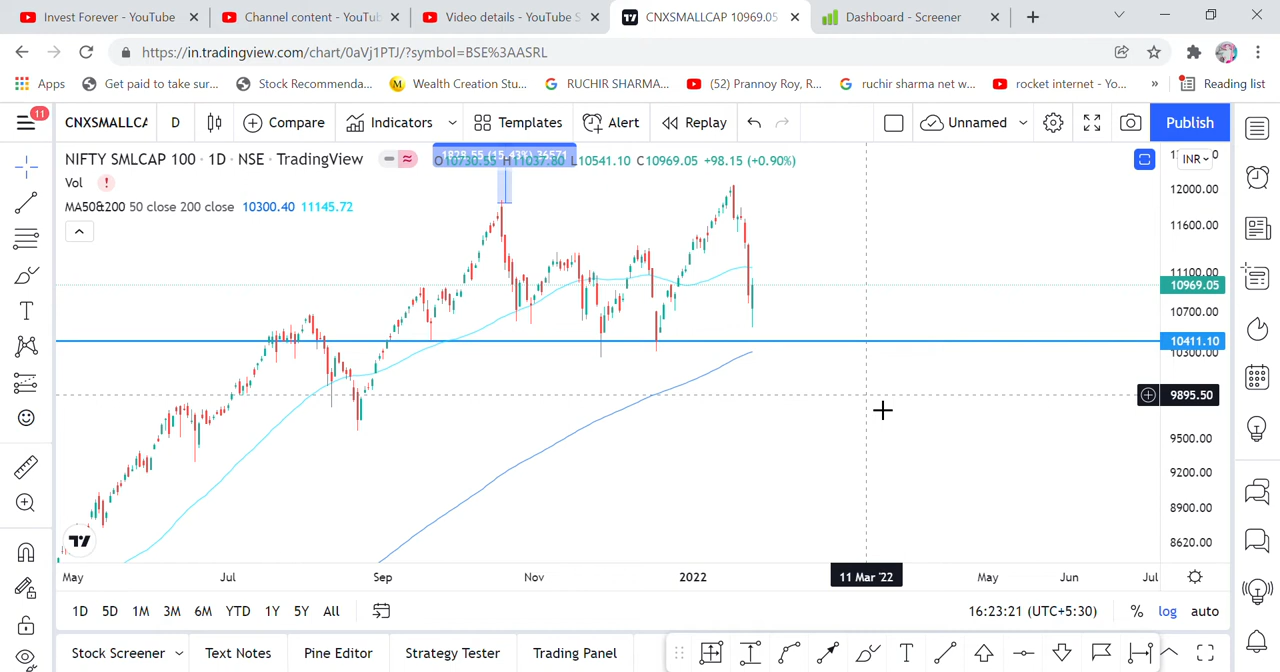 Invest Forever - YouTube
Channel content - YouTub
Video details - YouTube S
CNXSMALLCAP 10969.05
Dashboard - Screener
https://in.tradingview.com/chart/0aVj1PTJ/?symbol=BSE%3AASRL
Apps
Get paid to take sur...
Stock Recommenda...
Wealth Creation Stu...
RUCHIR SHARMA...
(52) Prannoy Roy, R...
ruchir sharma net w...
rocket internet - Yo...
»
Reading list
11
CNXSMALLCA
D
Compare
Indicators
Templates
Alert
Replay
Unnamed
Publish
NIFTY SMLCAP 100 · 1D · NSE · TradingView
O10730.55 H11037.80 L10541.10 C10969.05 +98.15 (+0.90%)
INR
Vol
MA50&200 50 close 200 close 10300.40 11145.72
12000.00
11600.00
11100.00
10969.05
10700.00
10411.10
10300.00
9895.50
9500.00
9200.00
8900.00
8620.00
May
Jul
Sep
Nov
2022
11 Mar '22
May
Jun
Jul
1D
5D
1M
3M
6M
YTD
1Y
5Y
All
16:23:21 (UTC+5:30)
%
log
auto
Stock Screener
Text Notes
Pine Editor
Strategy Tester
Trading Panel